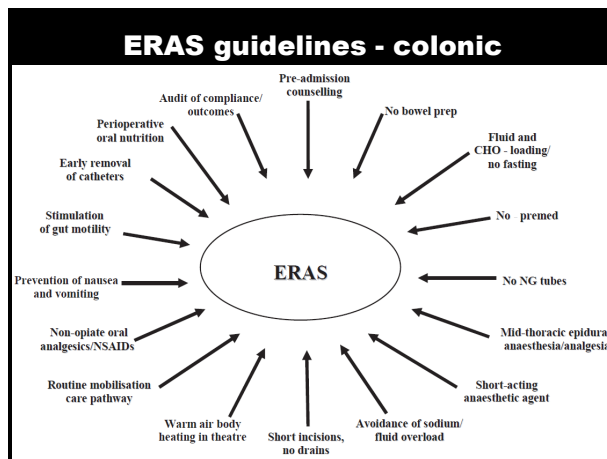 ERAS guidelines - colonic
Pre-admission
counselling
No bowel prep
Fluid and
CHO - loading/
no fasting
No - premed
No NG tubes
Mid-thoracic epidura
anaesthesia/analgesia
Short-acting
anaesthetic agent
Avoidance of sodium/
fluid overload
Short incisions,
no drains
Warm air body
heating in theatre
Routine mobilisation
care pathway
Non-opiate oral
analgesics/NSAIDs
Prevention of nausea
and vomiting
Stimulation
of gut motility
Early removal
of catheters
Perioperative
oral nutrition
Audit of compliance/
outcomes
ERAS